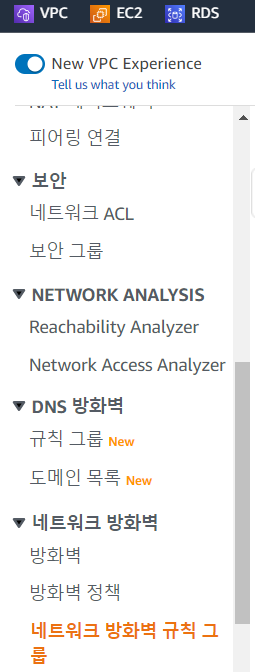 VPC EC2 RDS
New VPC Experience
Tell us what you think
피어링 연결
보안
네트워크 ACL
보안 그룹
NETWORK ANALYSIS
Reachability Analyzer
Network Access Analyzer
DNS 방화벽
규칙 그룹 New
도메인 목록 New
네트워크 방화벽
방화벽
방화벽 정책
네트워크 방화벽 규칙 그
룹